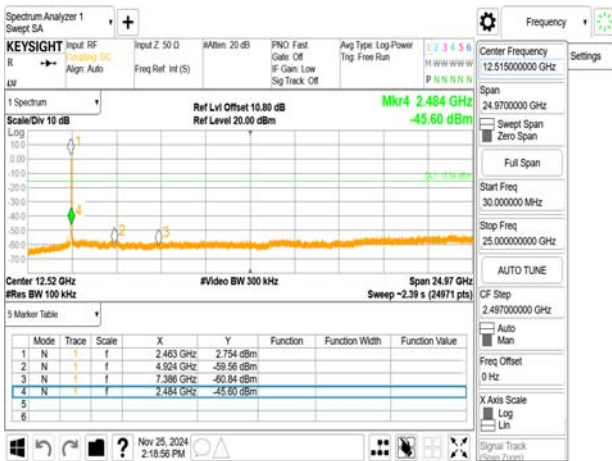 Spectrum Analyzer 1
Swept SA
Frequency
KEYSIGHT
Input: RF
Coupling: DC
Align: Auto
Input Z: 50 Ω
Freq Ref: Int (S)
#Atten: 20 dB
PNO: Fast
Gate: Off
IF Gain: Low
Sig Track: Off
Avg Type: Log-Power
Trig: Free Run
1 2 3 4 5 6
M W W W W W
P N N N N N
R
1 Spectrum
Scale/Div 10 dB
Ref Lvl Offset 10.80 dB
Ref Level 20.00 dBm
Mkr4 2.484 GHz
-45.60 dBm
Log
10.0
0.00
-10.0
-20.0
-30.0
-40.0
-50.0
-60.0
-70.0
1
4
2
3
Center 12.52 GHz
#Res BW 100 kHz
#Video BW 300 kHz
Span 24.97 GHz
Sweep ~2.39 s (24971 pts)
5 Marker Table
Mode Trace Scale X Y Function Function Width Function Value
1 N 1 f 2.463 GHz 2.754 dBm
2 N 1 f 4.924 GHz -59.56 dBm
3 N 1 f 7.386 GHz -60.84 dBm
4 N 1 f 2.484 GHz -45.60 dBm
5
6
Nov 25, 2024
2:18:56 PM
Center Frequency
12.515000000 GHz
Settings
Span
24.9700000 GHz
Swept Span
Zero Span
Full Span
Start Freq
30.000000 MHz
Stop Freq
25.000000000 GHz
AUTO TUNE
CF Step
2.497000000 GHz
Auto
Man
Freq Offset
0 Hz
X Axis Scale
Log
Lin
Signal Track
(Span Zoom)